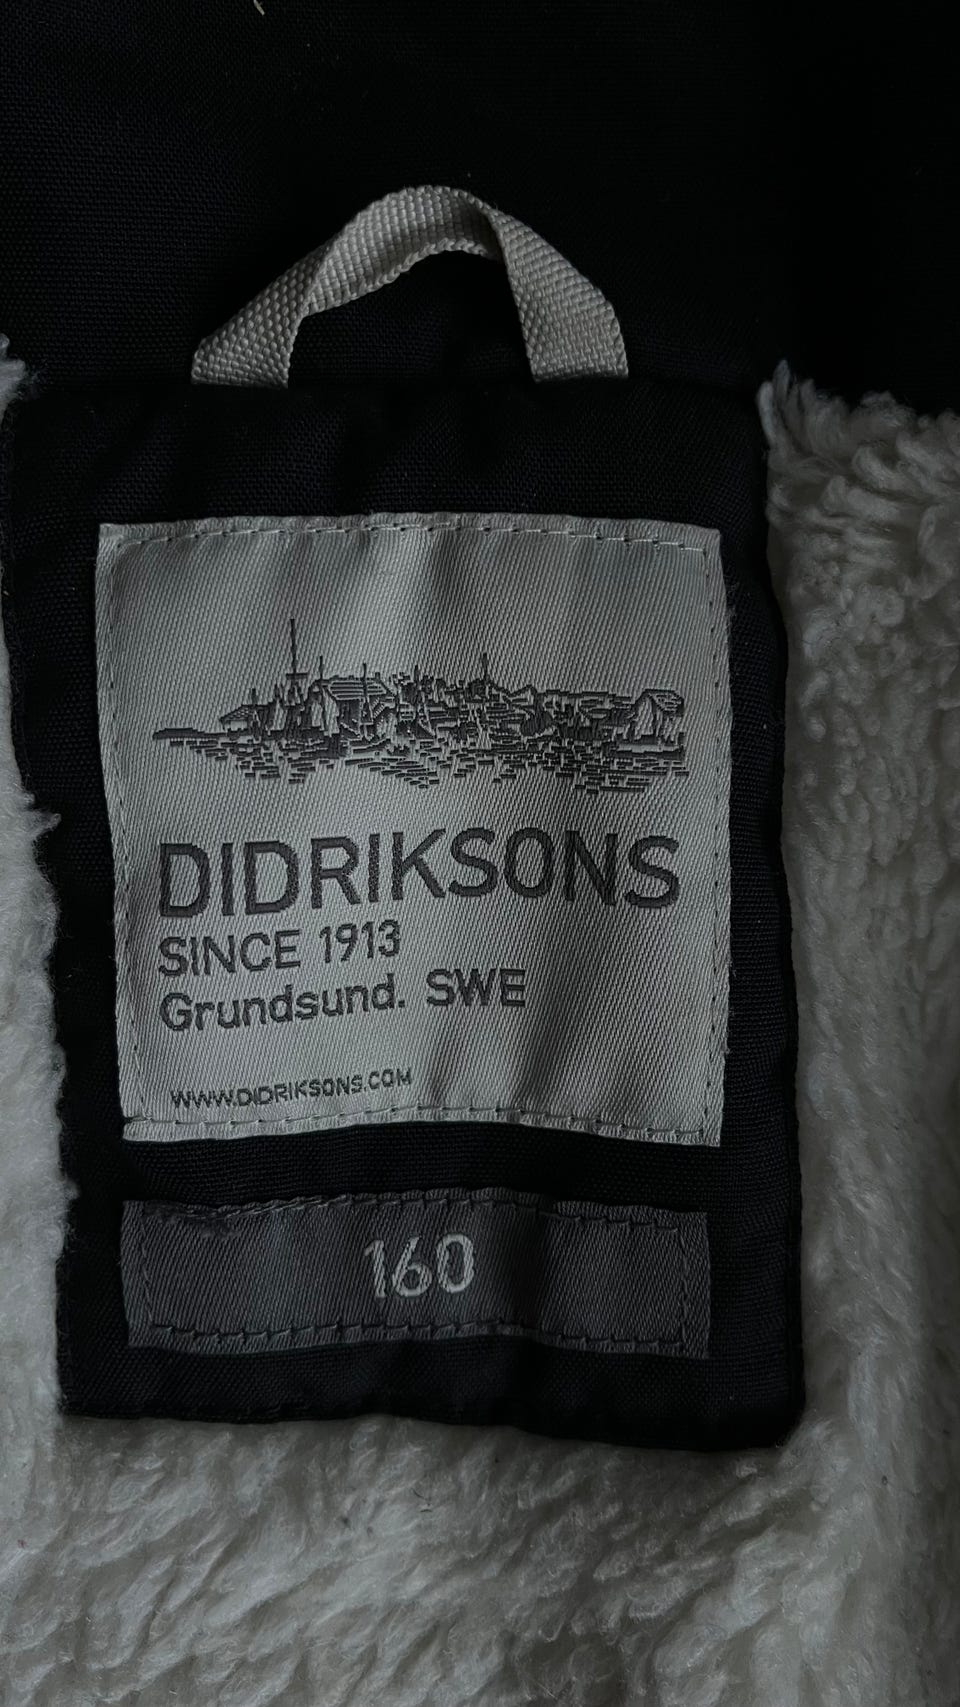 DIDRIKSONS
SINCE 1913
Grundsund. SWE
WWW.DIDRIKSONS.COM
160